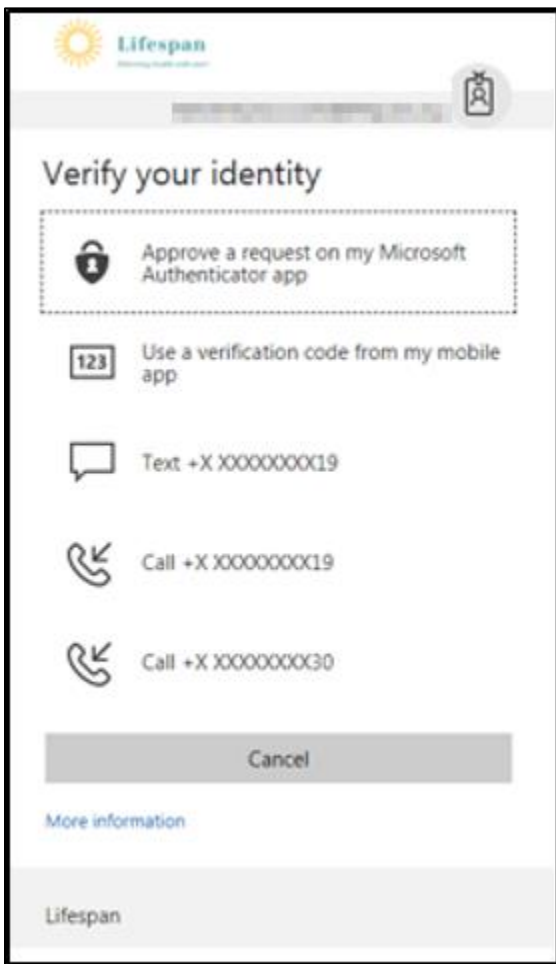 Lifespan
Verify your identity
Approve a request on my Microsoft
Authenticator app
123
Use a verification code from my mobile
app
Text +X XXXXXXXX19
Call +X XXXXXXXX19
Call +X XXXXXXXX30
Cancel
More information
Lifespan